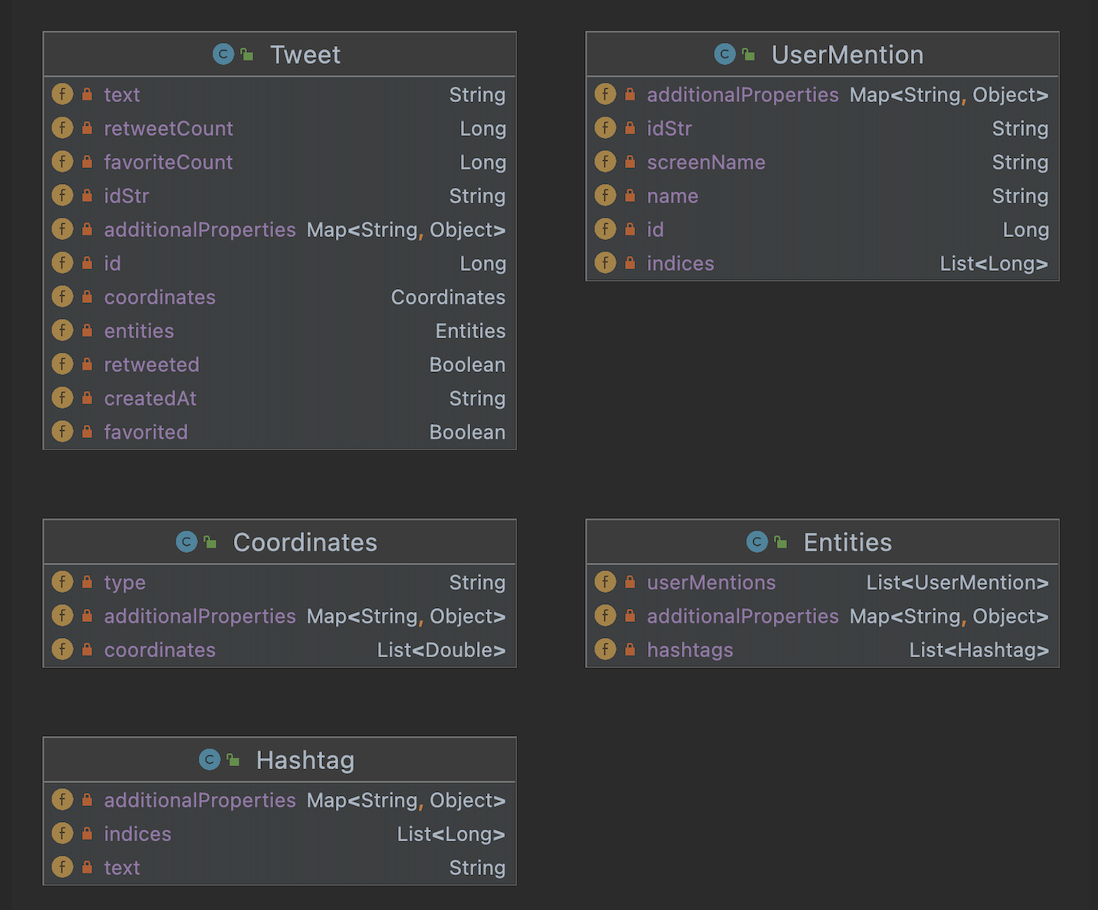 Tweet
text String
retweetCount Long
favoriteCount Long
idStr String
additionalProperties Map<String, Object>
id Long
coordinates Coordinates
entities Entities
retweeted Boolean
createdAt String
favorited Boolean
UserMention
additionalProperties Map<String, Object>
idStr String
screenName String
name String
id Long
indices List<Long>
Coordinates
type String
additionalProperties Map<String, Object>
coordinates List<Double>
Entities
userMentions List<UserMention>
additionalProperties Map<String, Object>
hashtags List<Hashtag>
Hashtag
additionalProperties Map<String, Object>
indices List<Long>
text String